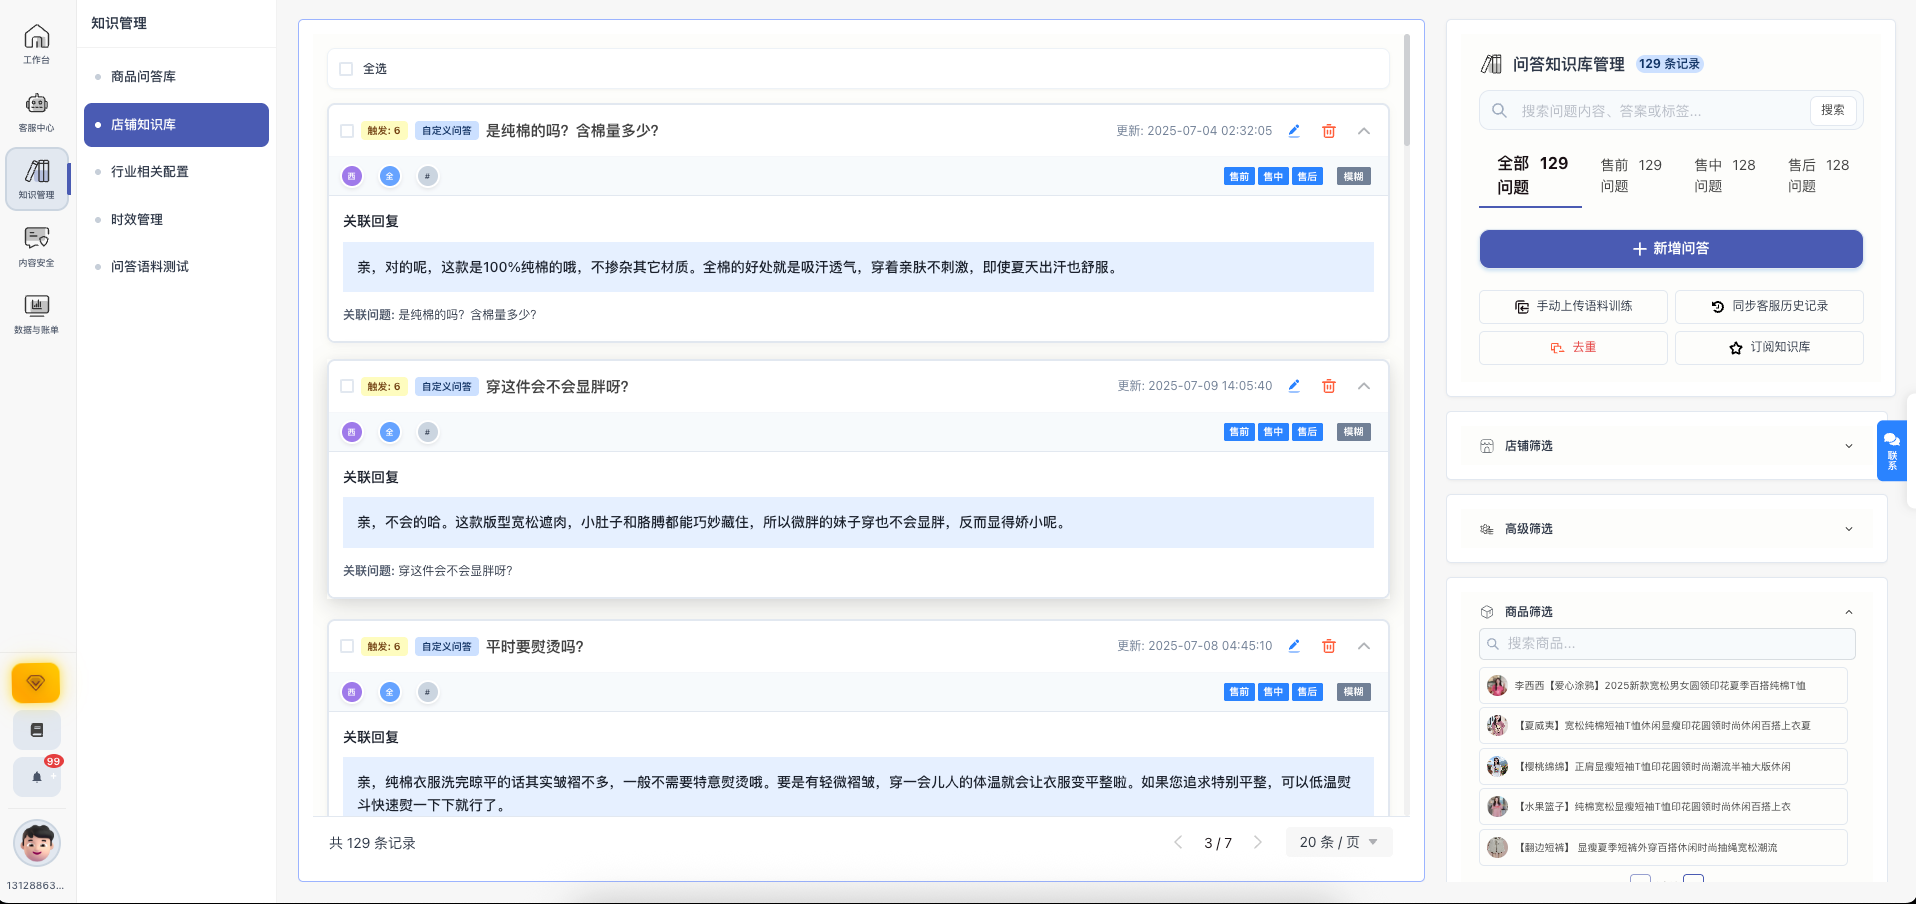 工作台
客服中心
知识管理
内容安全
数据与账单
99
13128863...
知识管理
商品问答库
店铺知识库
行业相关配置
时效管理
问答语料测试
全选
触发: 6 自定义问答 是纯棉的吗？含棉量多少？ 更新: 2025-07-04 02:32:05
西 全 # 售前 售中 售后 模糊
关联回复
亲，对的呢，这款是100%纯棉的哦，不掺杂其它材质。全棉的好处就是吸汗透气，穿着亲肤不刺激，即使夏天出汗也舒服。
关联问题: 是纯棉的吗？含棉量多少？
触发: 6 自定义问答 穿这件会不会显胖呀？ 更新: 2025-07-09 14:05:40
西 全 # 售前 售中 售后 模糊
关联回复
亲，不会的哈。这款版型宽松遮肉，小肚子和胳膊都能巧妙藏住，所以微胖的妹子穿也不会显胖，反而显得娇小呢。
关联问题: 穿这件会不会显胖呀？
触发: 6 自定义问答 平时要熨烫吗？ 更新: 2025-07-08 04:45:10
西 全 # 售前 售中 售后 模糊
关联回复
亲，纯棉衣服洗完晾平的话其实皱褶不多，一般不需要特意熨烫哦。要是有轻微褶皱，穿一会儿人的体温就会让衣服变平整啦。如果您追求特别平整，可以低温熨
斗快速熨一下下就行了。
共 129 条记录 3 / 7 20 条 / 页
问答知识库管理 129 条记录
搜索问题内容、答案或标签... 搜索
全部问题 129 售前问题 129 售中问题 128 售后问题 128
新增问答
手动上传语料训练 同步客服历史记录
去重 订阅知识库
店铺筛选
联系
高级筛选
商品筛选
搜索商品...
李西西【爱心涂鸦】2025新款宽松男女圆领印花夏季百搭纯棉T恤
【夏威夷】宽松纯棉短袖T恤休闲显瘦印花圆领时尚休闲百搭上衣夏
【樱桃绵绵】正肩显瘦短袖T恤印花圆领时尚潮流半袖大版休闲
【水果篮子】纯棉宽松显瘦短袖T恤印花圆领时尚休闲百搭上衣
【翻边短裤】 显瘦夏季短裤外穿百搭休闲时尚抽绳宽松潮流